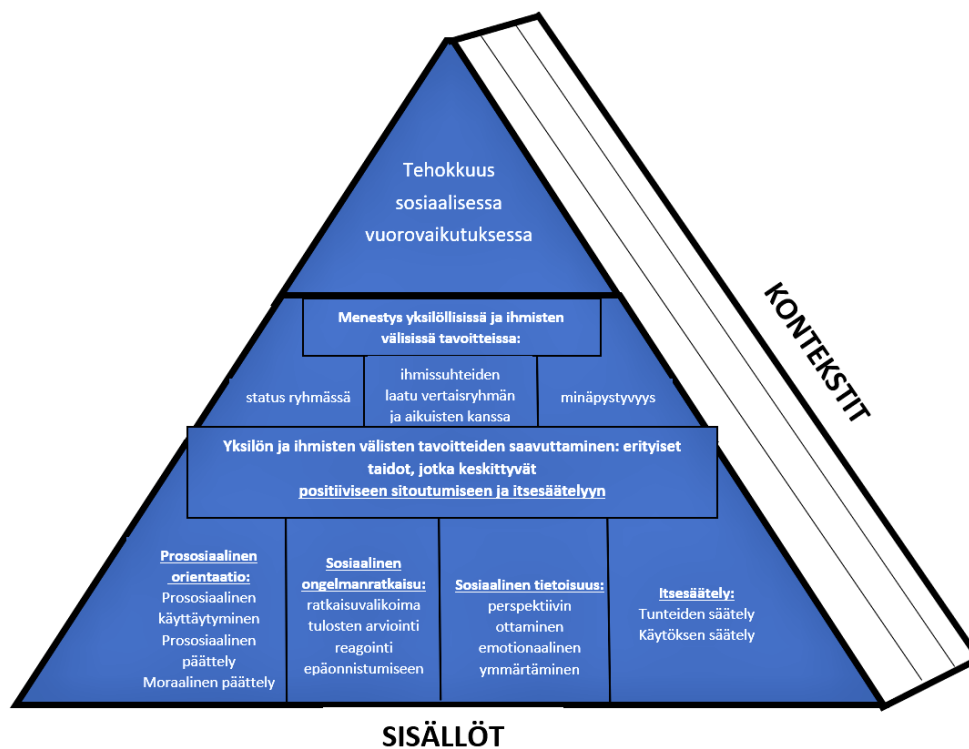 Tehokkuus
sosiaalisessa
vuorovaikutuksessa
KONTEKSTIT
Menestys yksilöllisissä ja ihmisten
välisissä tavoitteissa:
status ryhmässä
ihmissuhteiden
laatu vertaisryhmän
ja aikuisten kanssa
minäpystyvyys
Yksilön ja ihmisten välisten tavoitteiden saavuttaminen: erityiset
taidot, jotka keskittyvät
positiiviseen sitoutumiseen ja itsesäätelyyn
Prososiaalinen
orientaatio:
Prososiaalinen
käyttäytyminen
Prososiaalinen
päättely
Moraalinen päättely
Sosiaalinen
ongelmanratkaisu:
ratkaisuvalikoima
tulosten arviointi
reagointi
epäonnistumiseen
Sosiaalinen tietoisuus:
perspektiivin
ottaminen
emotionaalinen
ymmärtäminen
Itsesäätely:
Tunteiden säätely
Käytöksen säätely
SISÄLLÖT